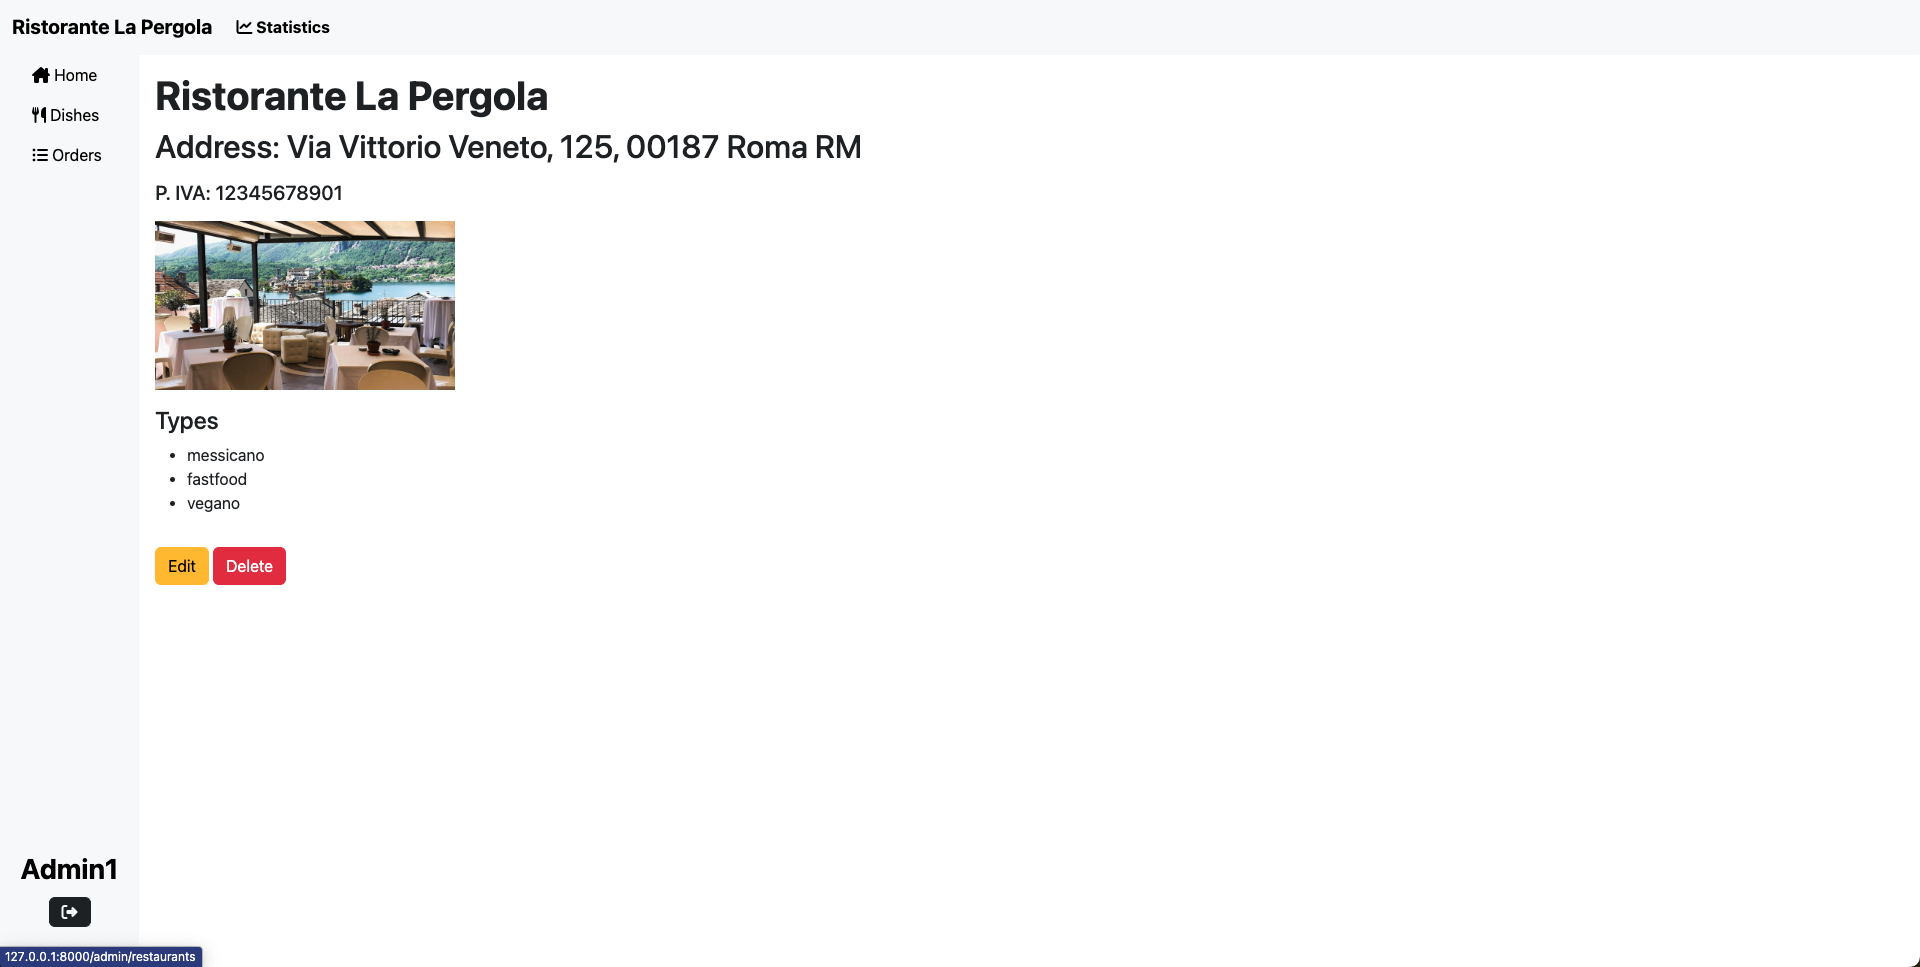 Ristorante La Pergola Statistics
Home
Dishes
Orders
Ristorante La Pergola
Address: Via Vittorio Veneto, 125, 00187 Roma RM
P. IVA: 12345678901
Types
messicano
fastfood
vegano
Edit Delete
Admin1
127.0.0.1:8000/admin/restaurants